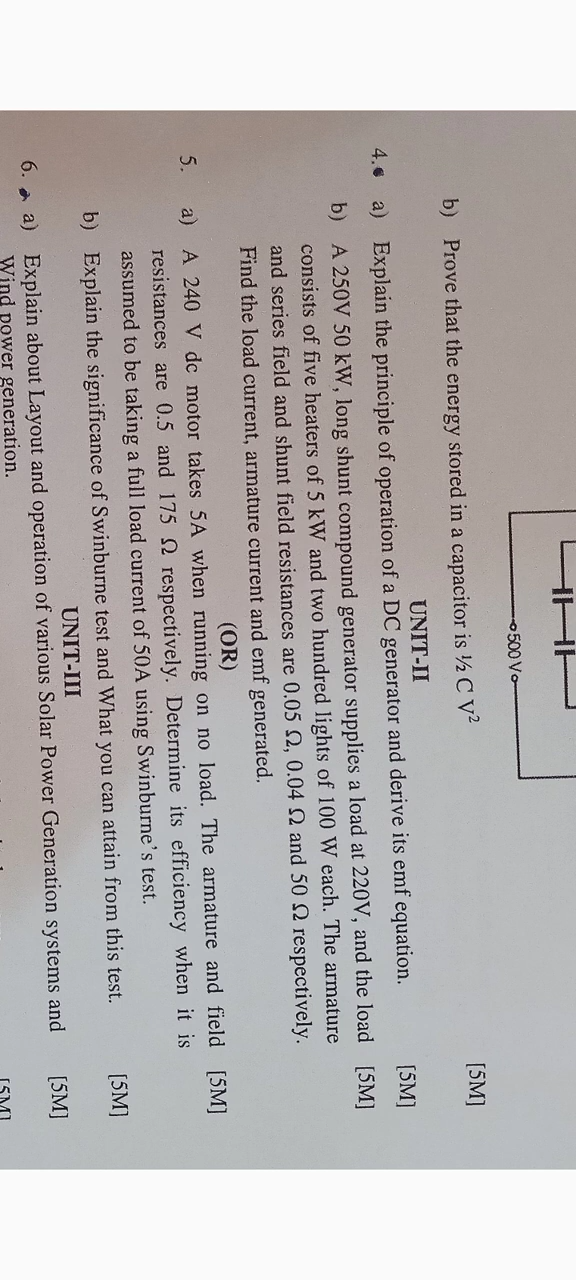 500 V
b) Prove that the energy stored in a capacitor is ½ C V² [5M]
UNIT-II
4. a) Explain the principle of operation of a DC generator and derive its emf equation. [5M]
b) A 250V 50 kW, long shunt compound generator supplies a load at 220V, and the load [5M]
consists of five heaters of 5 kW and two hundred lights of 100 W each. The armature
and series field and shunt field resistances are 0.05 Ω, 0.04 Ω and 50 Ω respectively.
Find the load current, armature current and emf generated.
(OR)
5. a) A 240 V dc motor takes 5A when running on no load. The armature and field [5M]
resistances are 0.5 and 175 Ω respectively. Determine its efficiency when it is
assumed to be taking a full load current of 50A using Swinburne's test.
b) Explain the significance of Swinburne test and What you can attain from this test. [5M]
UNIT-III
6. a) Explain about Layout and operation of various Solar Power Generation systems and [5M]
Wind power generation.
[5M]